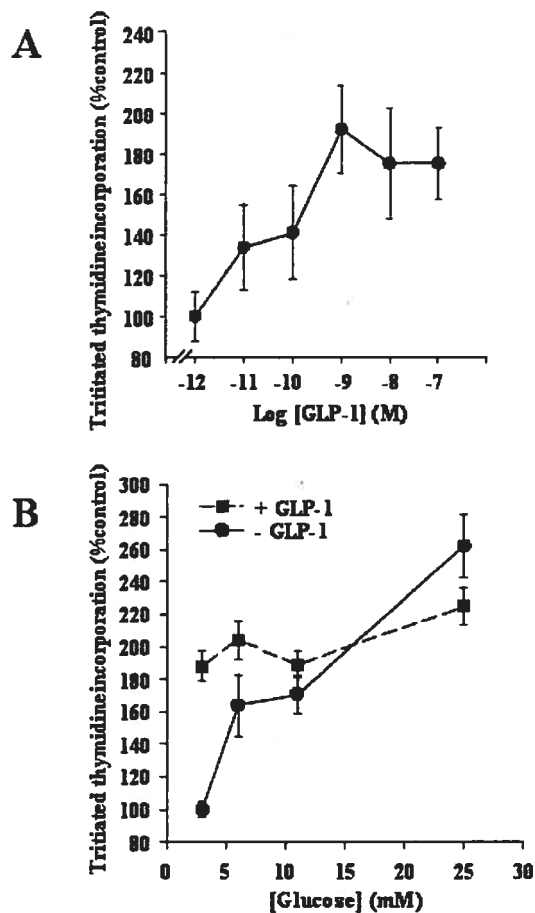 A
Trititated thymidineincorporation (%control)
240
220
200
180
160
140
120
100
80
-12 -11 -10 -9 -8 -7
Log [GLP-1] (M)
B
Tritiated thymidineincorporation (%control)
300
280
260
240
220
200
180
160
140
120
100
80
+ GLP-1
- GLP-1
0 5 10 15 20 25 30
[Glucose] (mM)